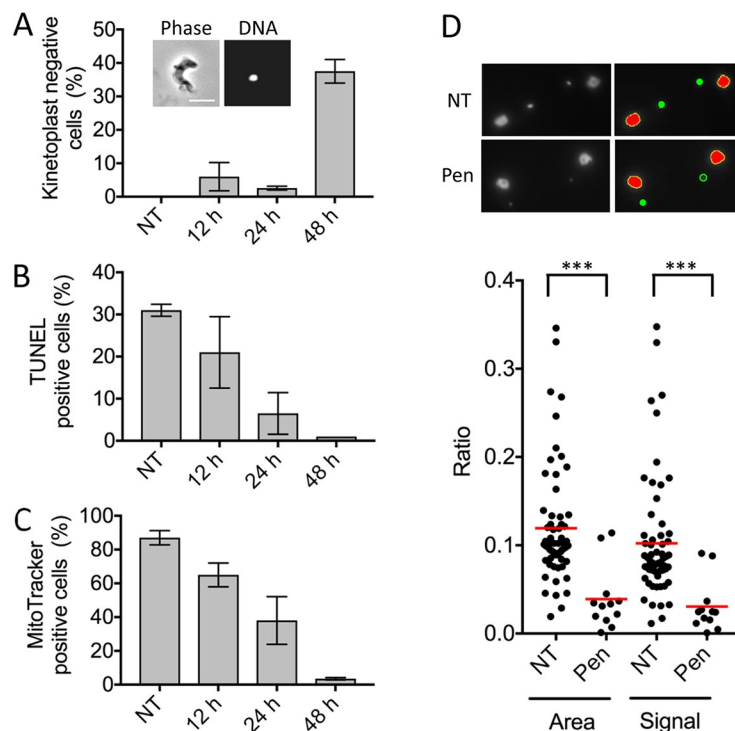 A
Phase DNA
Kinetoplast negative
cells (%)
50
40
30
20
10
0
NT 12 h 24 h 48 h
B
TUNEL
positive cells (%)
40
30
20
10
0
NT 12 h 24 h 48 h
C
MitoTracker
positive cells (%)
100
80
60
40
20
0
NT 12 h 24 h 48 h
D
NT
Pen
*** ***
Ratio
0.4
0.3
0.2
0.1
0.0
NT Pen NT Pen
Area Signal